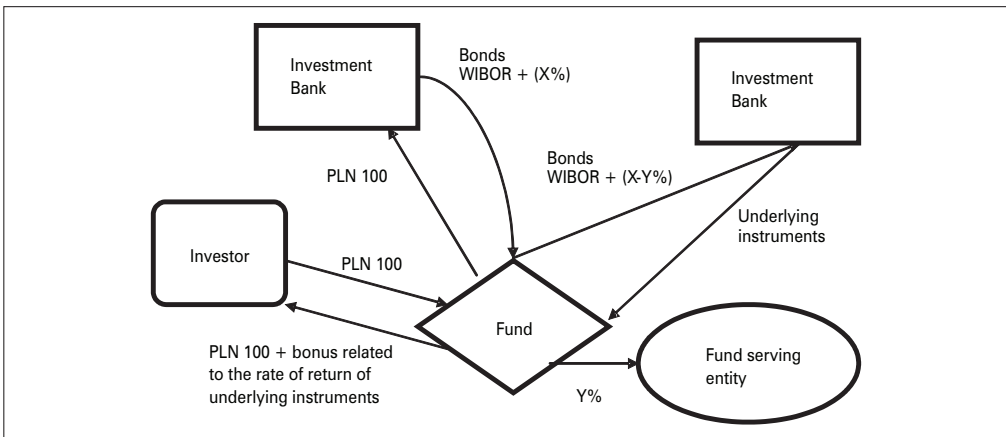 Investment
Bank
Bonds
WIBOR + (X%)
Investment
Bank
PLN 100
Bonds
WIBOR + (X-Y%)
Underlying
instruments
Investor
PLN 100
Fund
PLN 100 + bonus related
to the rate of return of
underlying instruments
Y%
Fund serving
entity